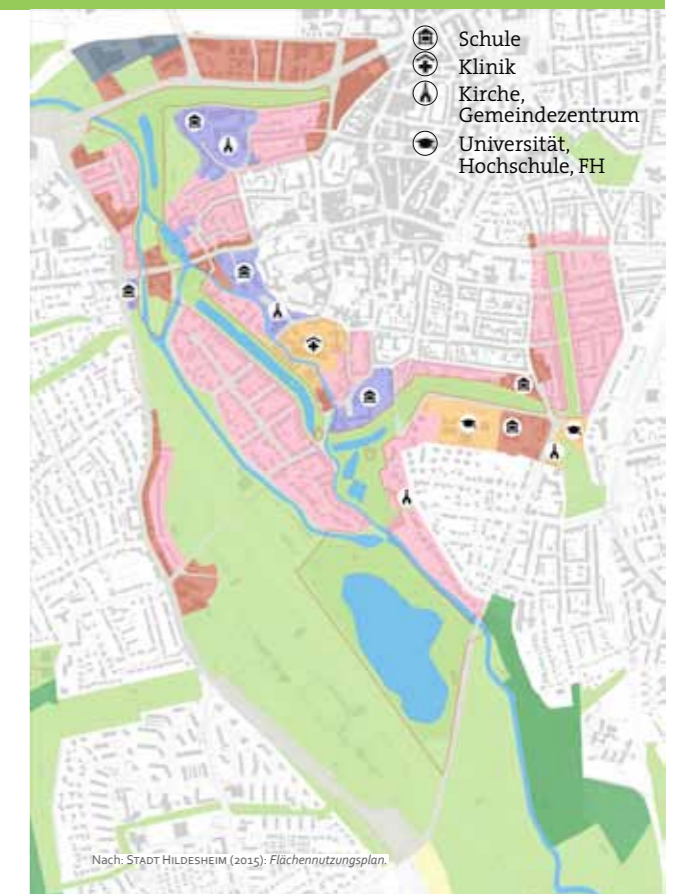 Schule
Klinik
Kirche,
Gemeindezentrum
Universität,
Hochschule, FH
Nach: STADT HILDESHEIM (2015): Flächennutzungsplan.